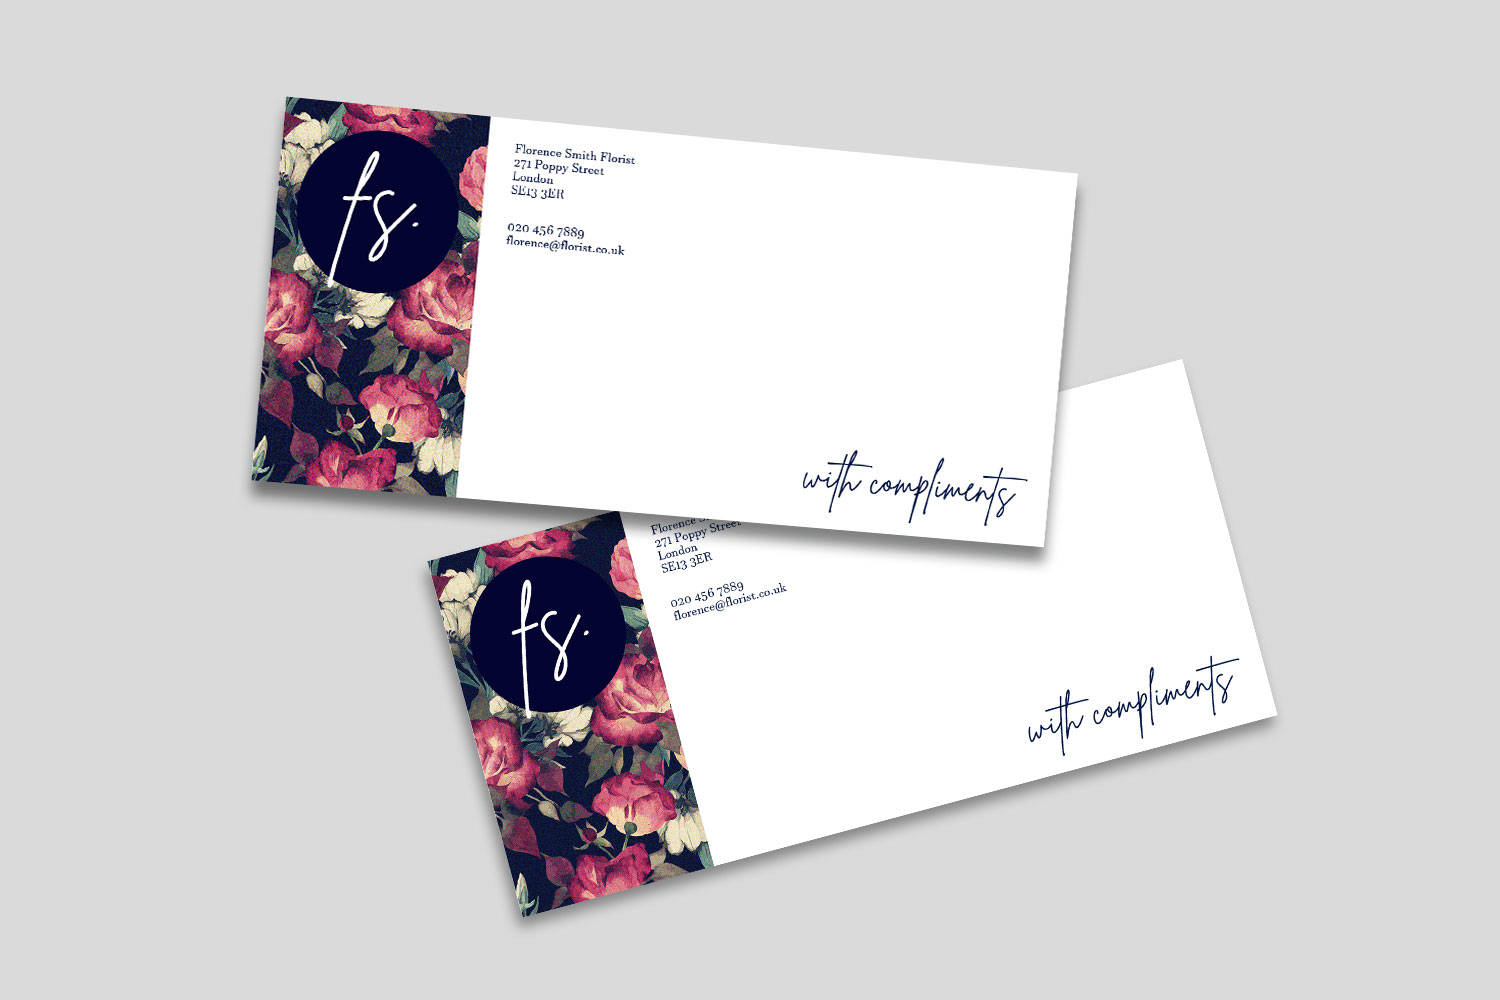 fs.
Florence Smith Florist
271 Poppy Street
London
SE13 3ER
020 456 7889
florence@florist.co.uk
with compliments
fs.
Florence
271 Poppy Street
London
SE13 3ER
020 456 7889
florence@florist.co.uk
with compliments